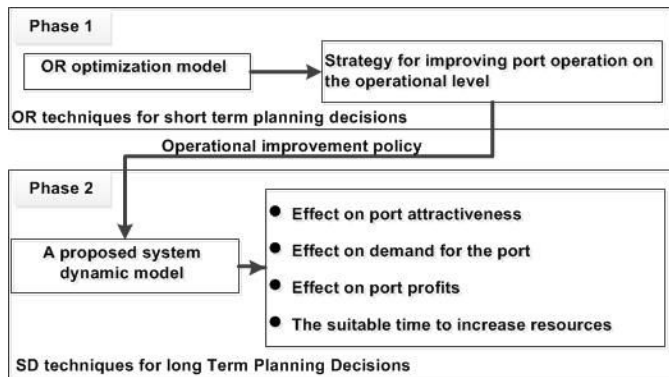 Phase 1
OR optimization model
Strategy for improving port operation on
the operational level
OR techniques for short term planning decisions
Operational improvement policy
Phase 2
A proposed system
dynamic model
Effect on port attractiveness
Effect on demand for the port
Effect on port profits
The suitable time to increase resources
SD techniques for long Term Planning Decisions